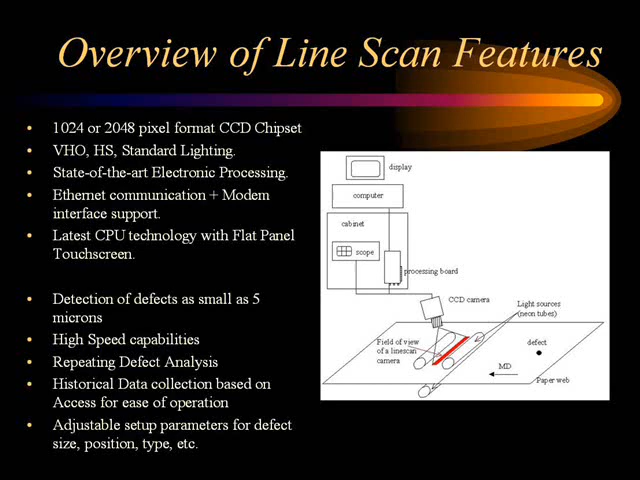 Overview of Line Scan Features
• 1024 or 2048 pixel format CCD Chipset
• VHO, HS, Standard Lighting.
• State-of-the-art Electronic Processing.
• Ethernet communication + Modem
interface support.
• Latest CPU technology with Flat Panel
Touchscreen.
• Detection of defects as small as 5
microns
• High Speed capabilities
• Repeating Defect Analysis
• Historical Data collection based on
Access for ease of operation
• Adjustable setup parameters for defect
size, position, type, etc.
display
computer
cabinet
scope
processing board
CCD camera
Light sources
(neon tubes)
Field of view
of a linescan
camera
defect
MD
Paper web